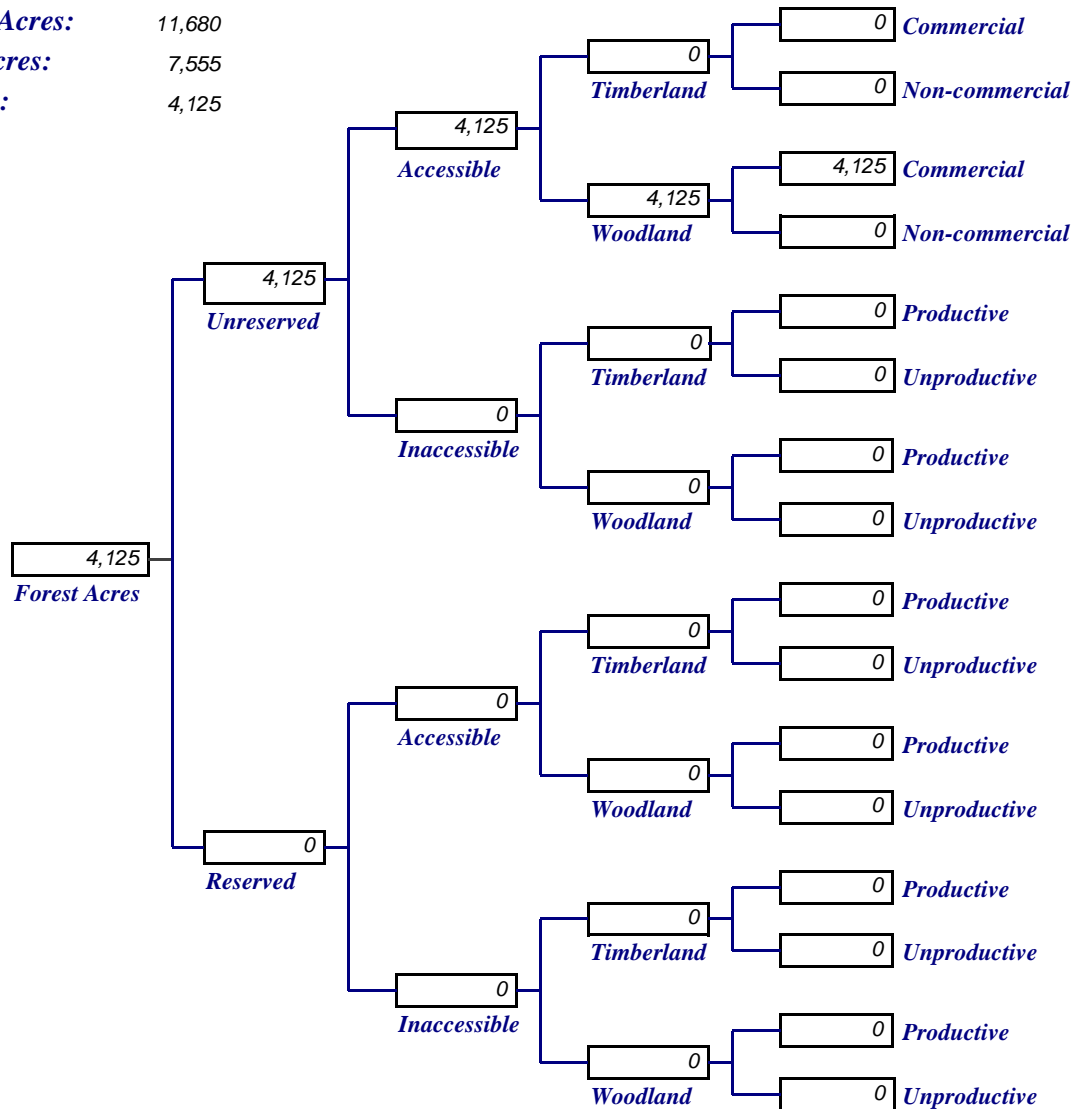 Acres: 11,680
cres: 7,555
: 4,125
0 Commercial
0
Timberland
0 Non-commercial
4,125
Accessible
4,125 Commercial
4,125
Woodland
0 Non-commercial
4,125
Unreserved
0 Productive
0
Timberland
0 Unproductive
0
Inaccessible
0 Productive
0
Woodland
0 Unproductive
4,125
Forest Acres
0 Productive
0
Timberland
0 Unproductive
0
Accessible
0 Productive
0
Woodland
0 Unproductive
0
Reserved
0 Productive
0
Timberland
0 Unproductive
0
Inaccessible
0 Productive
0
Woodland
0 Unproductive